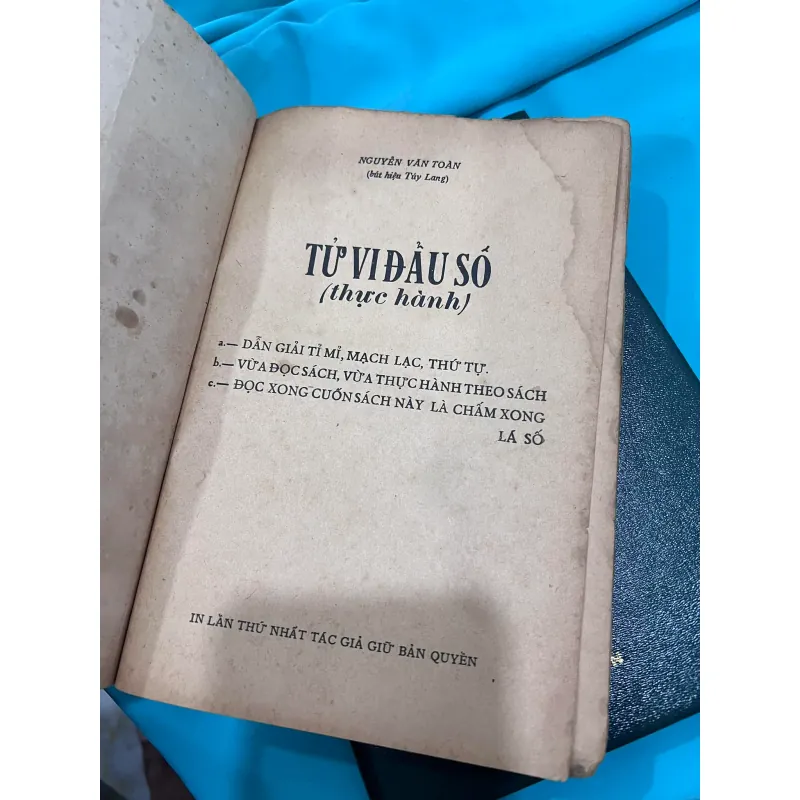 NGUYỄN VĂN TOÀN
(bút hiệu Túy Lang)
TỬ VI ĐẨU SỐ
(thực hành)
a.— DẪN GIẢI TỈ MỈ, MẠCH LẠC, THỨ TỰ.
b.— VỪA ĐỌC SÁCH, VỪA THỰC HÀNH THEO SÁCH
c.— ĐỌC XONG CUỐN SÁCH NÀY LÀ CHẤM XONG
LÁ SỐ
IN LẦN THỨ NHẤT TÁC GIẢ GIỮ BẢN QUYỀN